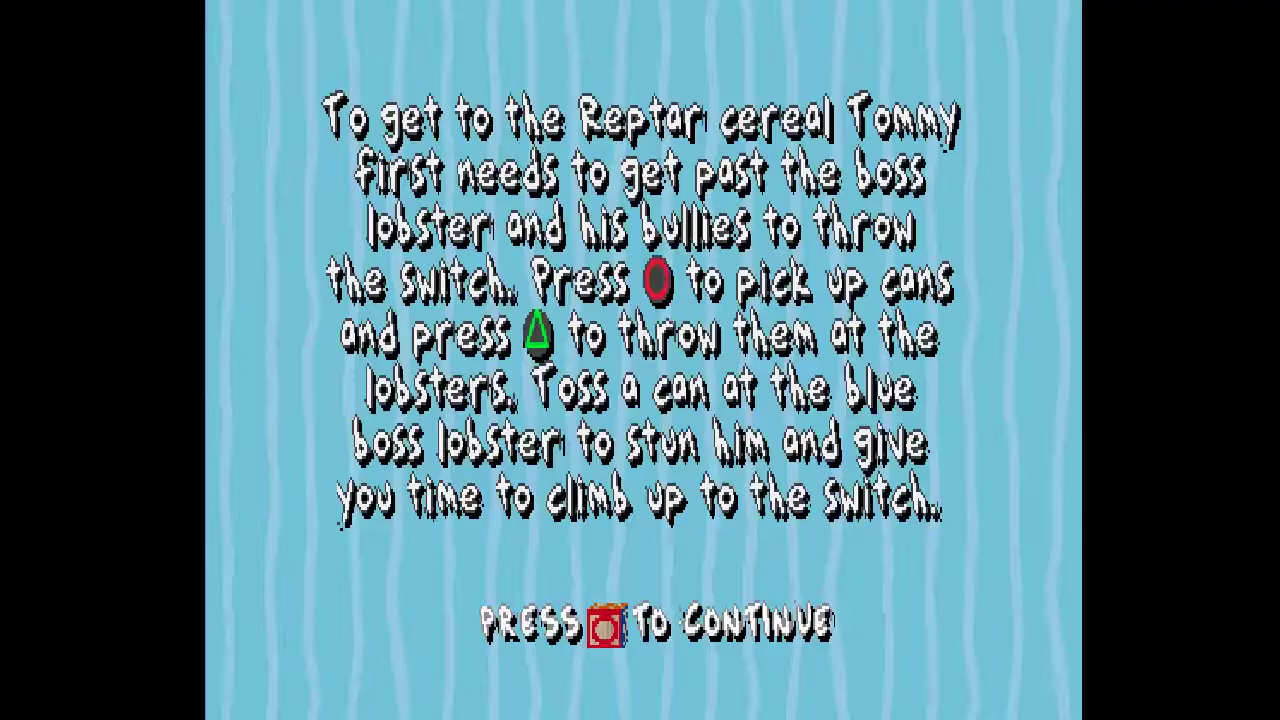 To get to the Reptar cereal Tommy
first needs to get past the boss
lobster and his bullies to throw
the switch. Press to pick up cans
and press to throw them at the
lobsters. Toss a can at the blue
boss lobster to stun him and give
you time to climb up to the switch.
PRESS TO CONTINUE